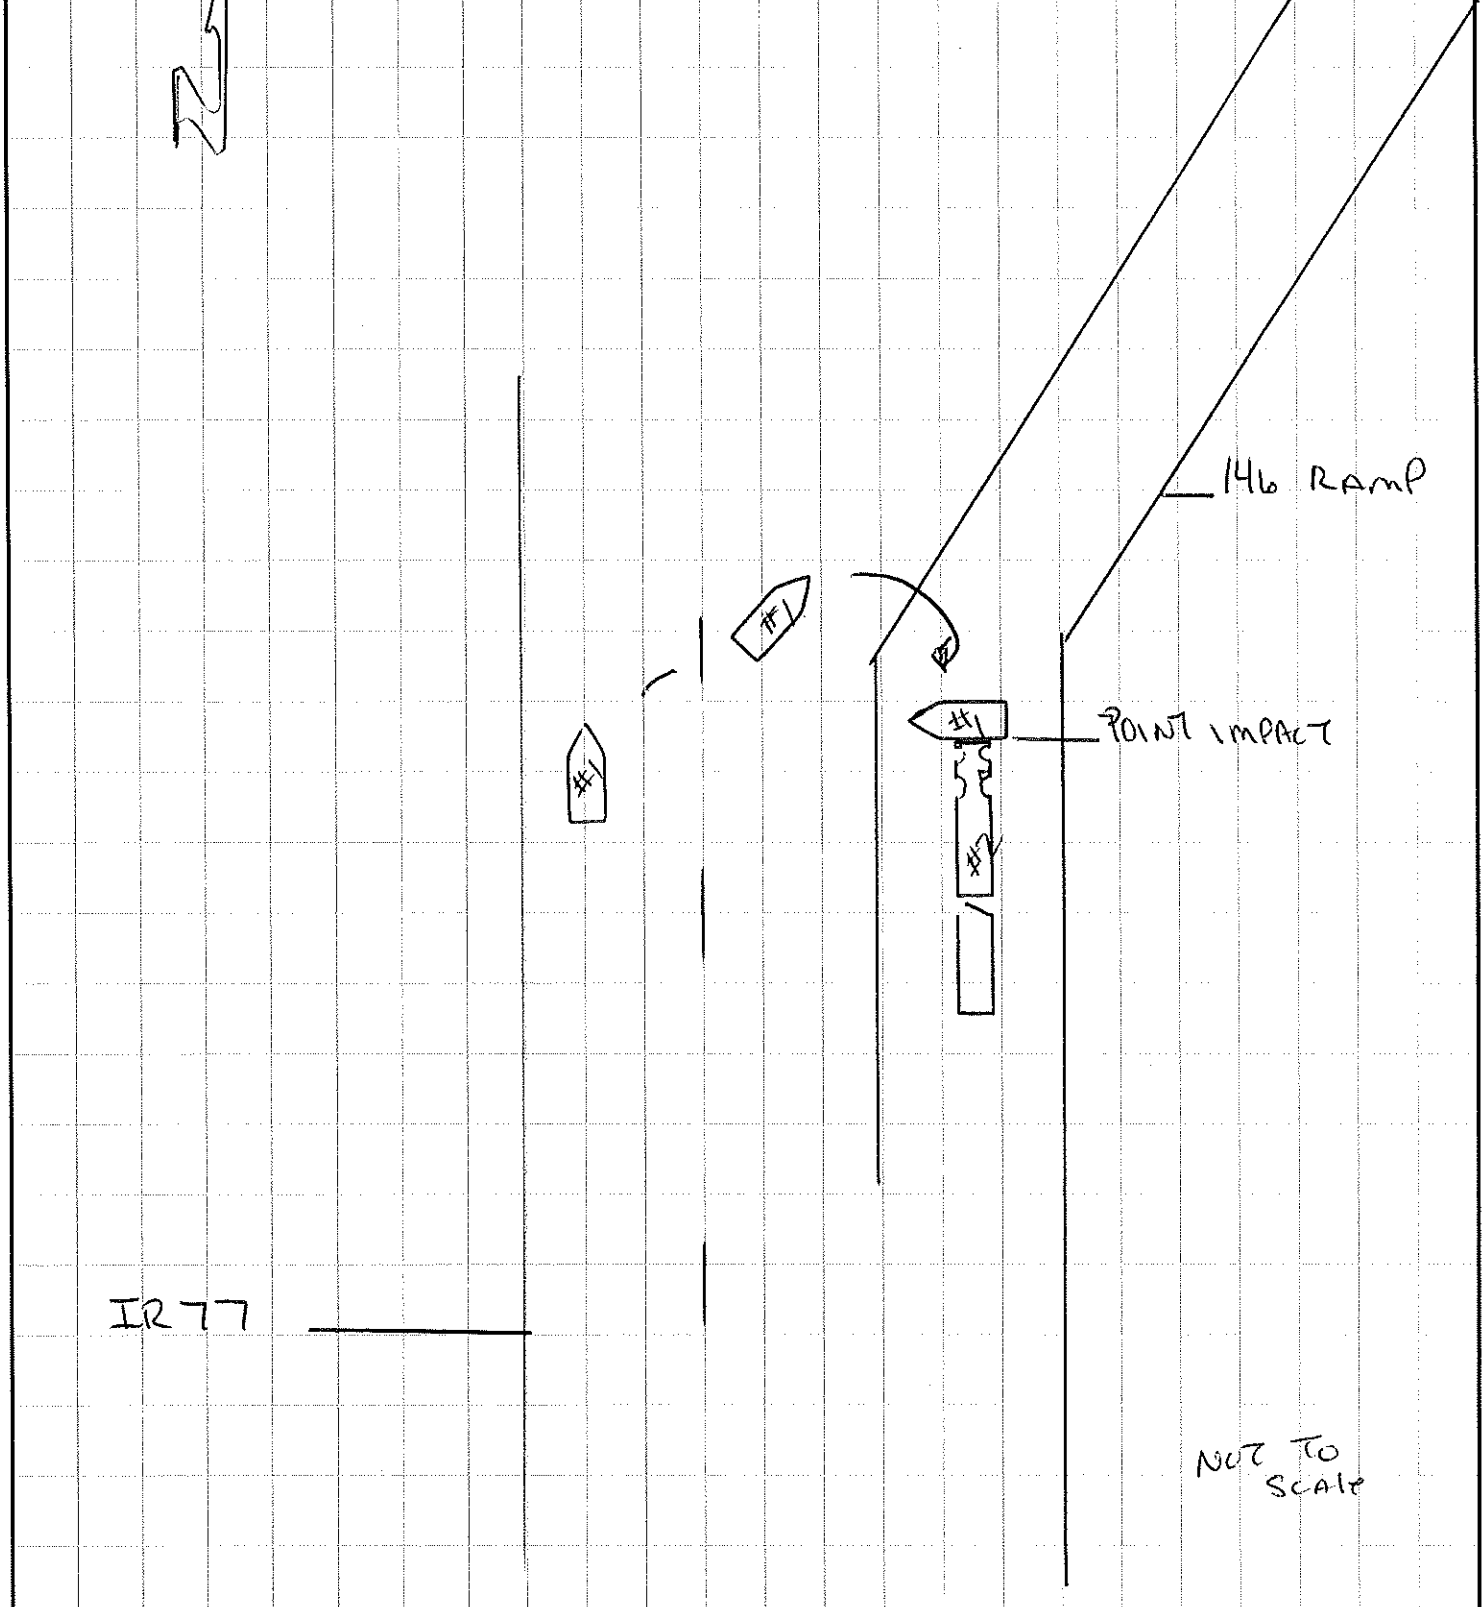 N
146 RAMP
#1
#1
#1
POINT IMPACT
#2
IR 77
NOT TO
SCALE